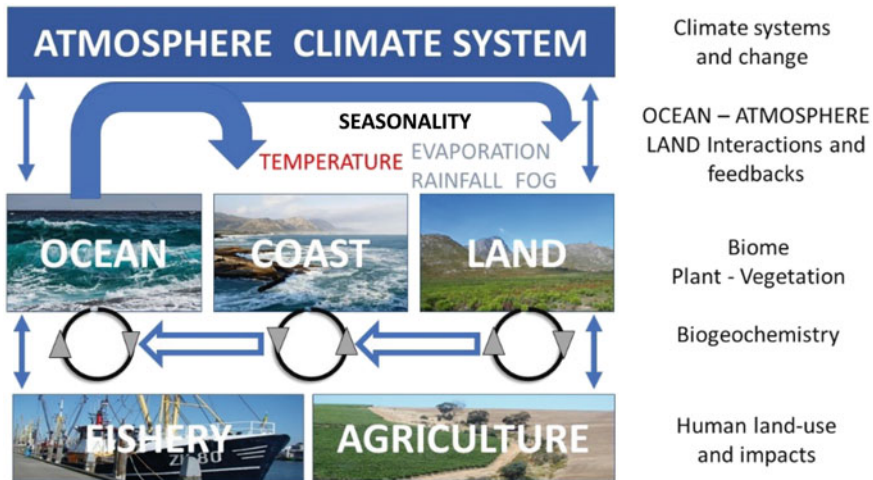 ATMOSPHERE CLIMATE SYSTEM
Climate systems
and change
SEASONALITY
TEMPERATURE
EVAPORATION
RAINFALL FOG
OCEAN – ATMOSPHERE
LAND Interactions and
feedbacks
OCEAN
COAST
LAND
Biome
Plant - Vegetation
Biogeochemistry
FISHERY
80
AGRICULTURE
Human land-use
and impacts